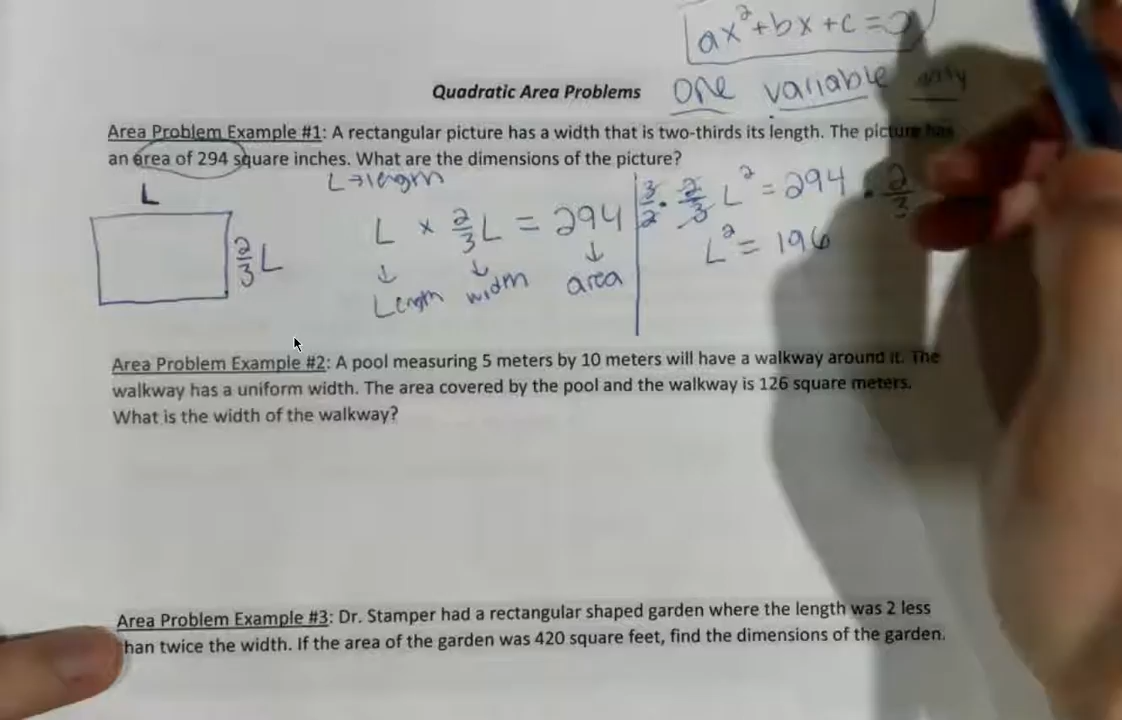 ax²+bx+c=0
Quadratic Area Problems
one variable only
Area Problem Example #1: A rectangular picture has a width that is two-thirds its length. The picture has
an area of 294 square inches. What are the dimensions of the picture?
L
L→length
2/3 L
L × 2/3 L = 294
Length width area
3/2 · 2/3 L² = 294 · 2/3
L² = 196
Area Problem Example #2: A pool measuring 5 meters by 10 meters will have a walkway around it. The
walkway has a uniform width. The area covered by the pool and the walkway is 126 square meters.
What is the width of the walkway?
Area Problem Example #3: Dr. Stamper had a rectangular shaped garden where the length was 2 less
han twice the width. If the area of the garden was 420 square feet, find the dimensions of the garden.